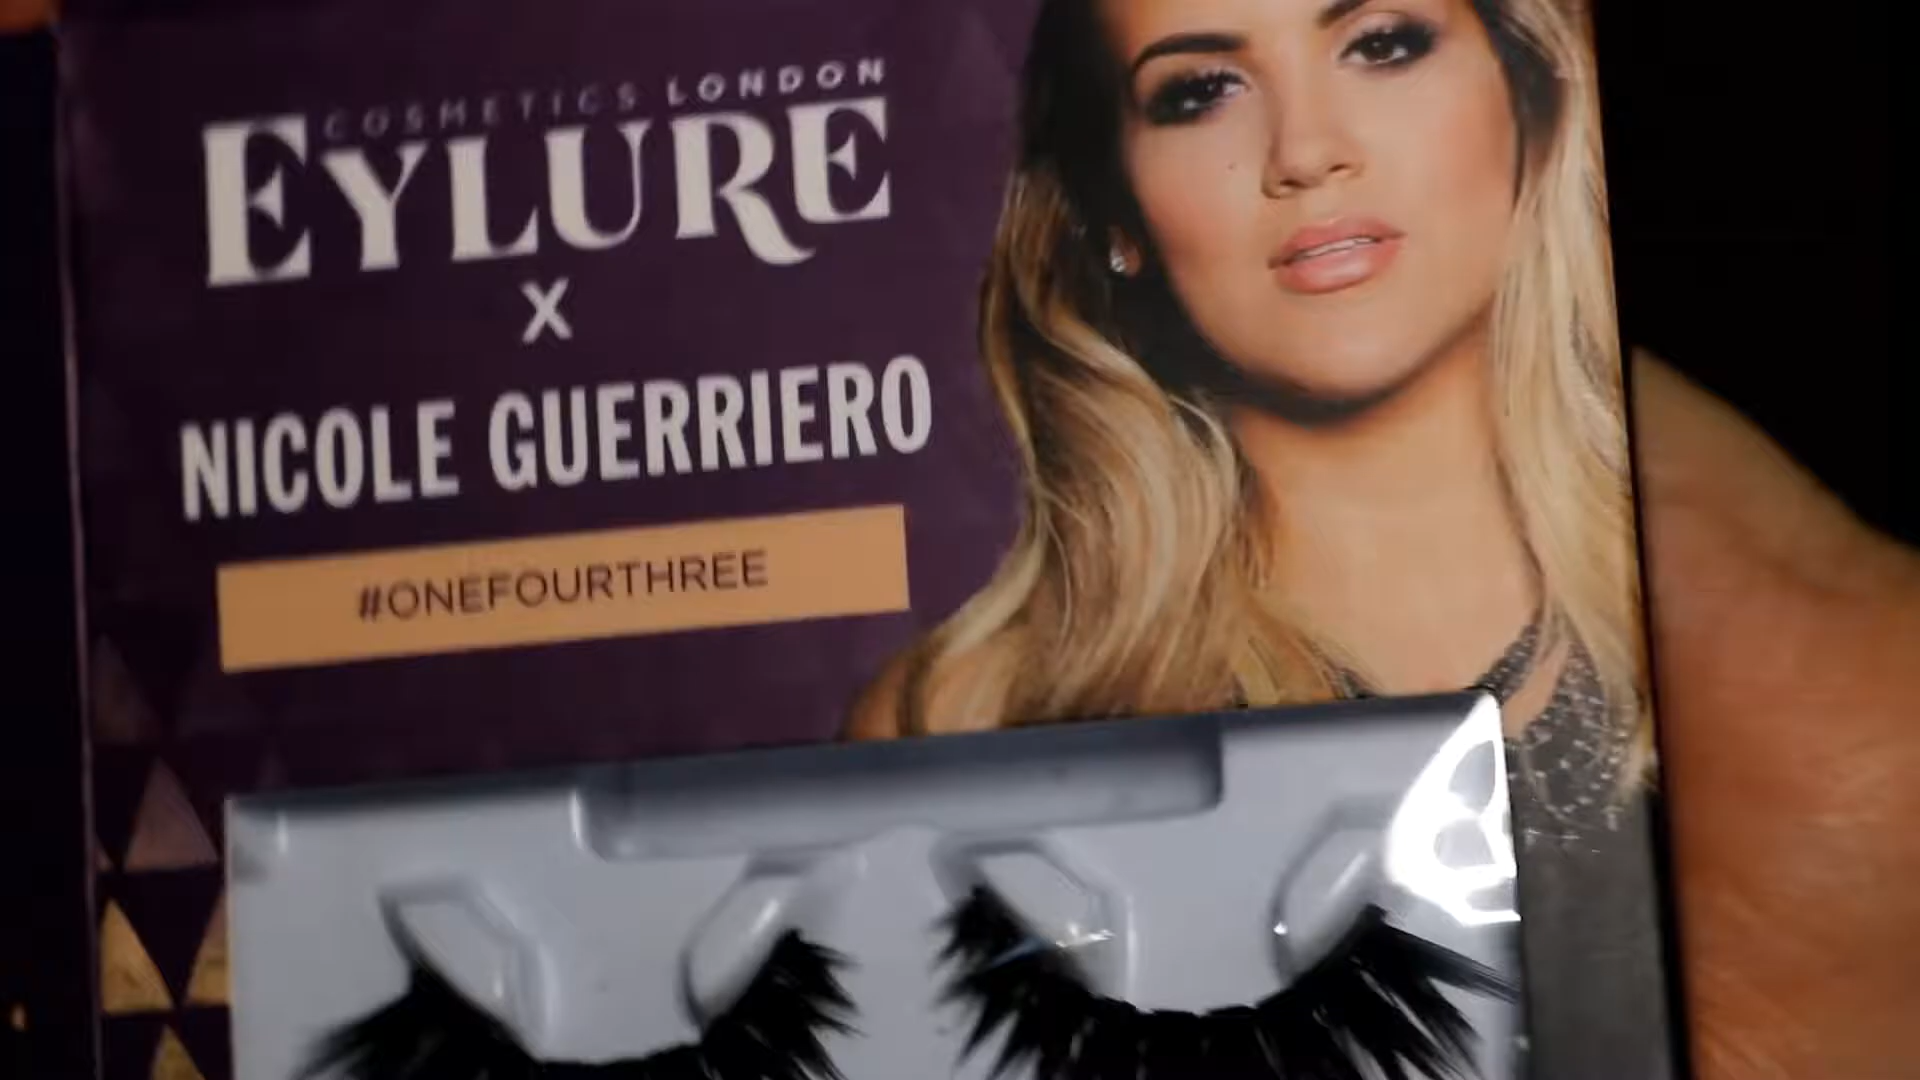 COSMETICS LONDON
EYLURE
X
NICOLE GUERRIERO
#ONEFOURTHREE